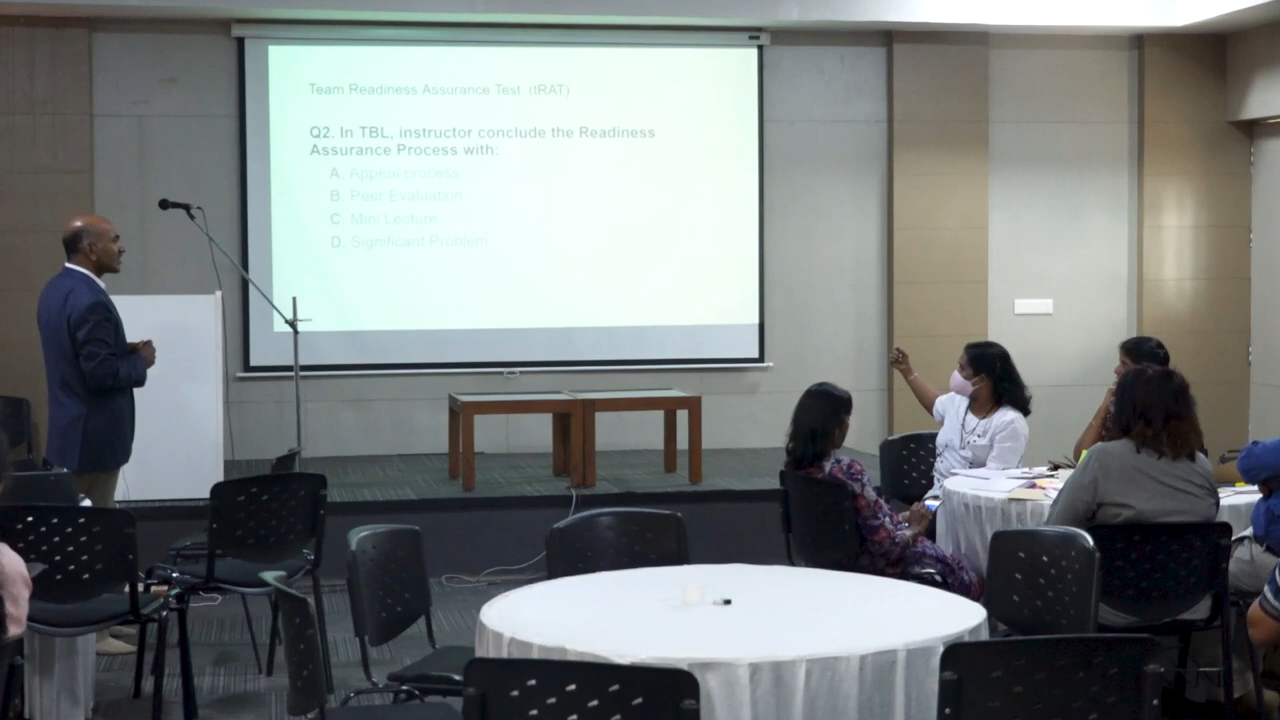 Team Readiness Assurance Test (tRAT)
Q2. In TBL, instructor conclude the Readiness
Assurance Process with:
A. Appeal process
B. Peer Evaluation
C. Mini Lecture
D. Significant Problem